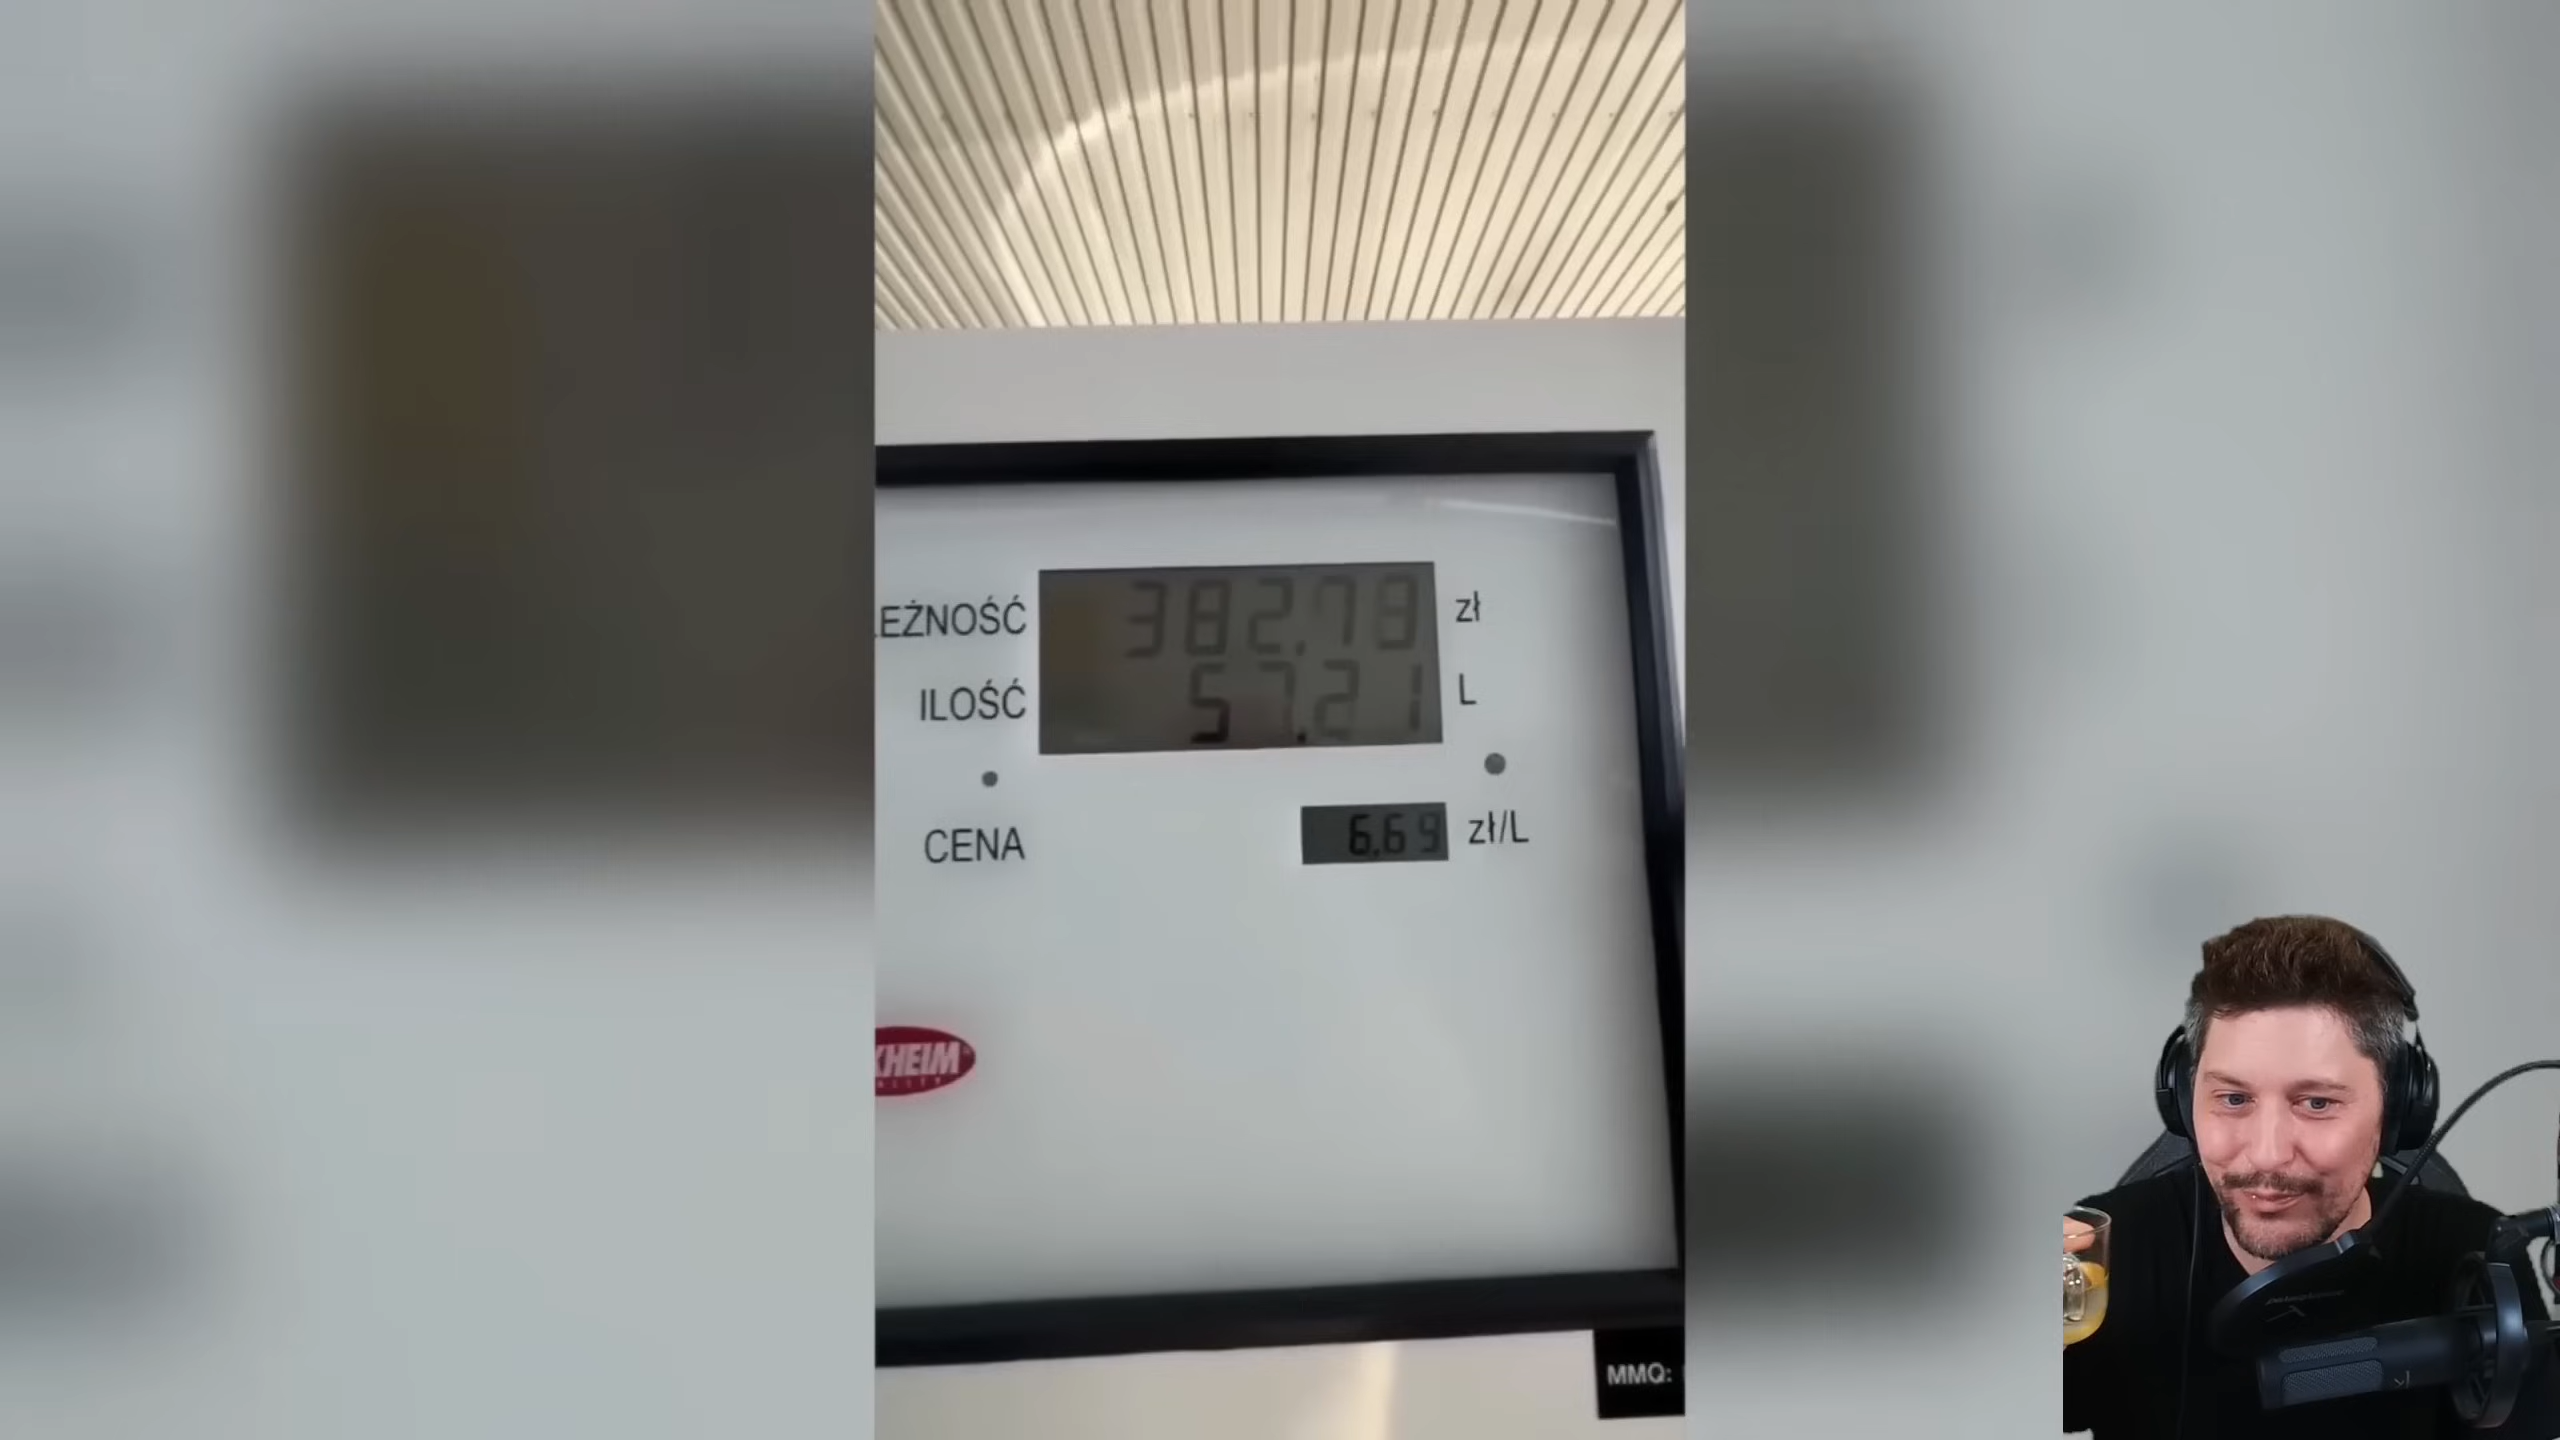 LEŻNOŚĆ 382,78 zł
ILOŚĆ 57.21 L
CENA 6,69 zł/L
KHEIM
MMQ: